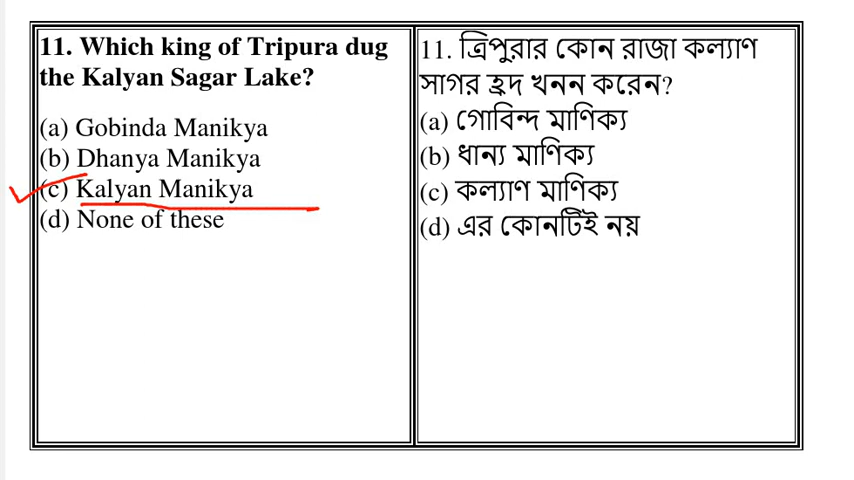 11. Which king of Tripura dug
the Kalyan Sagar Lake?
(a) Gobinda Manikya
(b) Dhanya Manikya
(c) Kalyan Manikya
(d) None of these
11. ত্রিপুরার কোন রাজা কল্যাণ
সাগর হ্রদ খনন করেন?
(a) গোবিন্দ মাণিক্য
(b) ধান্য মাণিক্য
(c) কল্যাণ মাণিক্য
(d) এর কোনটিই নয়